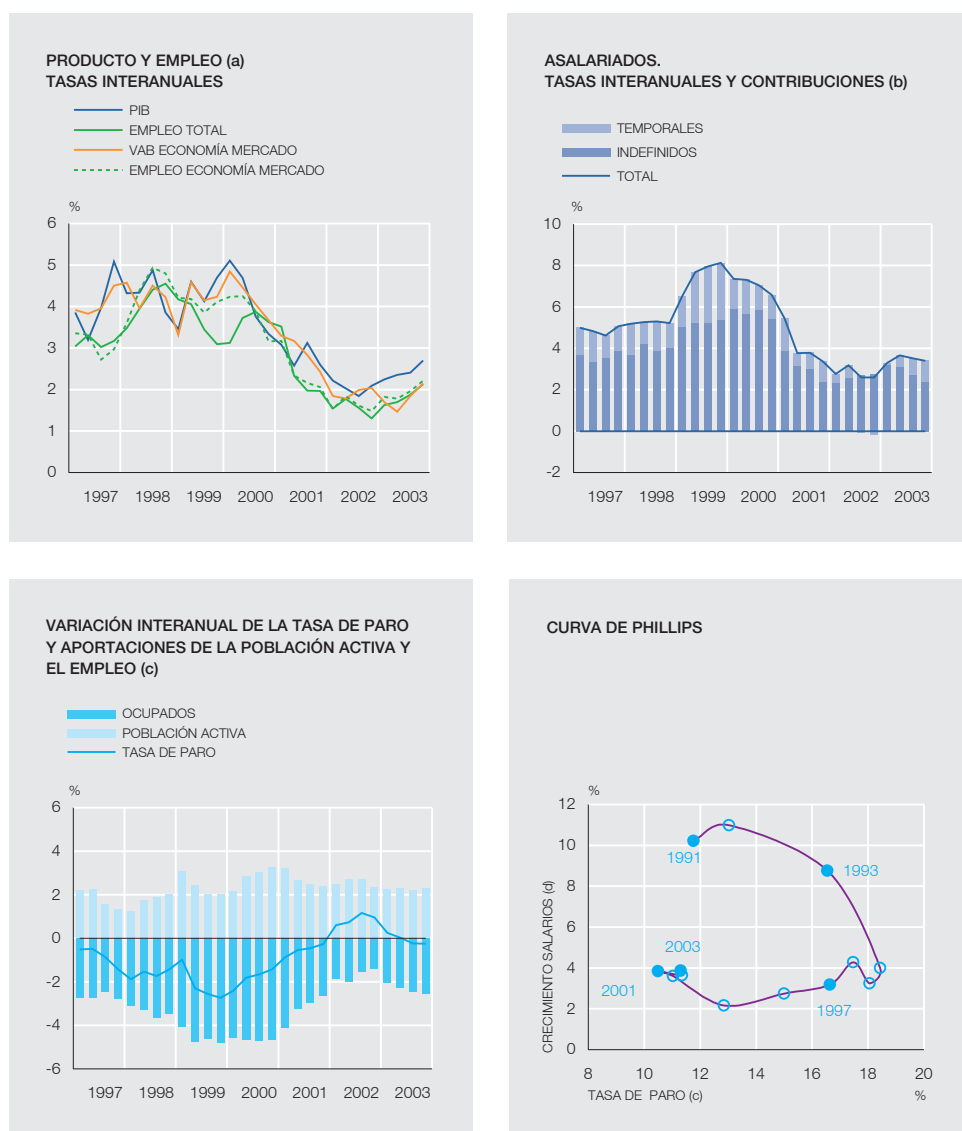 PRODUCTO Y EMPLEO (a)
TASAS INTERANUALES
PIB
EMPLEO TOTAL
VAB ECONOMÍA MERCADO
EMPLEO ECONOMÍA MERCADO
%
6
5
4
3
2
1
0
1997 1998 1999 2000 2001 2002 2003
ASALARIADOS.
TASAS INTERANUALES Y CONTRIBUCIONES (b)
TEMPORALES
INDEFINIDOS
TOTAL
%
10
8
6
4
2
0
-2
1997 1998 1999 2000 2001 2002 2003
VARIACIÓN INTERANUAL DE LA TASA DE PARO
Y APORTACIONES DE LA POBLACIÓN ACTIVA Y
EL EMPLEO (c)
OCUPADOS
POBLACIÓN ACTIVA
TASA DE PARO
%
6
4
2
0
-2
-4
-6
1997 1998 1999 2000 2001 2002 2003
CURVA DE PHILLIPS
%
12
10
8
6
4
2
0
CRECIMIENTO SALARIOS (d)
1991
1993
2003
2001
1997
8 10 12 14 16 18 20
TASA DE PARO (c) %